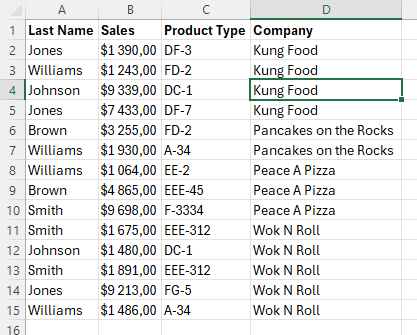 A B C D
1 Last Name Sales Product Type Company
2 Jones $1 390,00 DF-3 Kung Food
3 Williams $1 243,00 FD-2 Kung Food
4 Johnson $9 339,00 DC-1 Kung Food
5 Jones $7 433,00 DF-7 Kung Food
6 Brown $3 255,00 FD-2 Pancakes on the Rocks
7 Williams $1 930,00 A-34 Pancakes on the Rocks
8 Williams $1 064,00 EE-2 Peace A Pizza
9 Brown $4 865,00 EEE-45 Peace A Pizza
10 Smith $9 698,00 F-3334 Peace A Pizza
11 Smith $1 675,00 EEE-312 Wok N Roll
12 Johnson $1 480,00 DC-1 Wok N Roll
13 Smith $1 891,00 EEE-312 Wok N Roll
14 Jones $9 213,00 FG-5 Wok N Roll
15 Williams $1 486,00 A-34 Wok N Roll
16